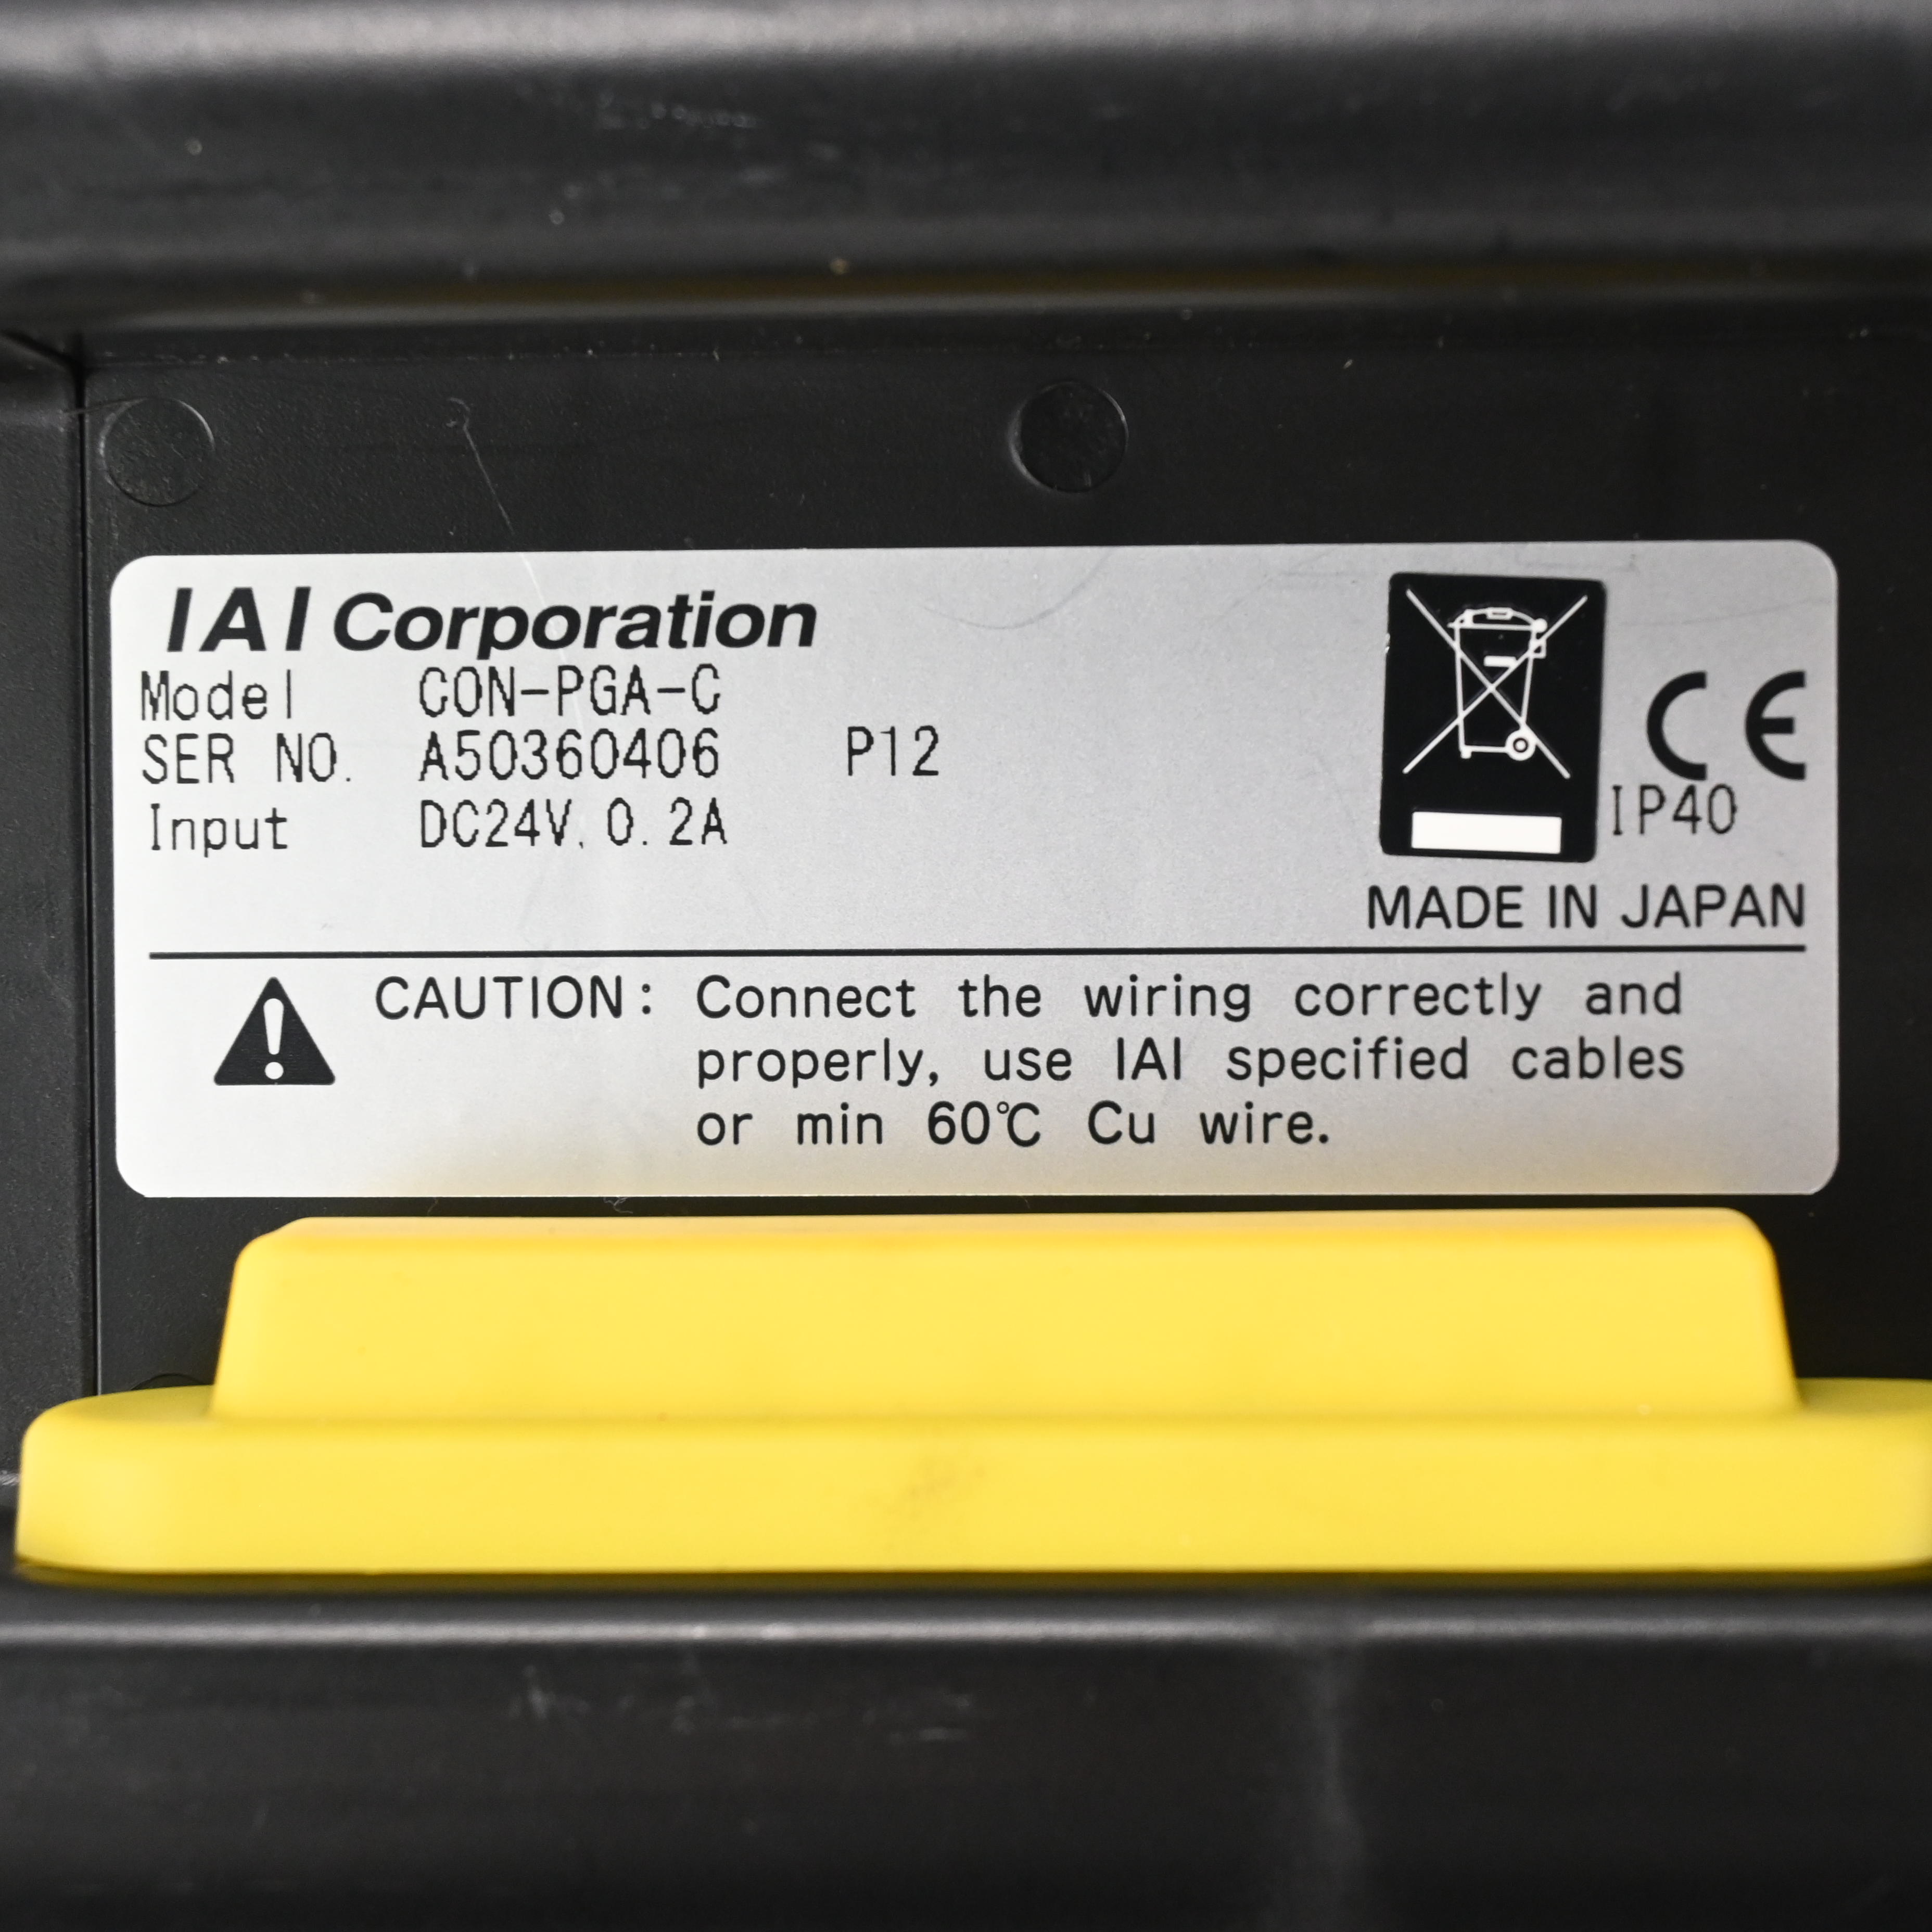 IAI Corporation
Model CON-PGA-C
SER NO. A50360406 P12
Input DC24V, 0.2A
CE
IP40
MADE IN JAPAN
CAUTION: Connect the wiring correctly and
properly, use IAI specified cables
or min 60℃ Cu wire.